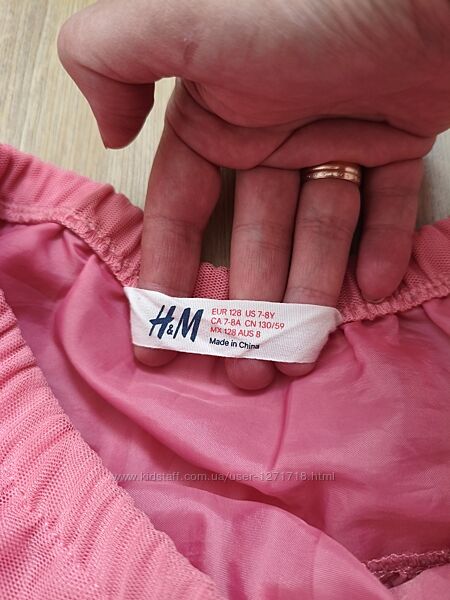 H&M
EUR 128 US 7-8Y
CA 7-8A CN 130/59
MX 128 AUS 8
Made in China
www.kidstaff.com.ua/user-1271718.html